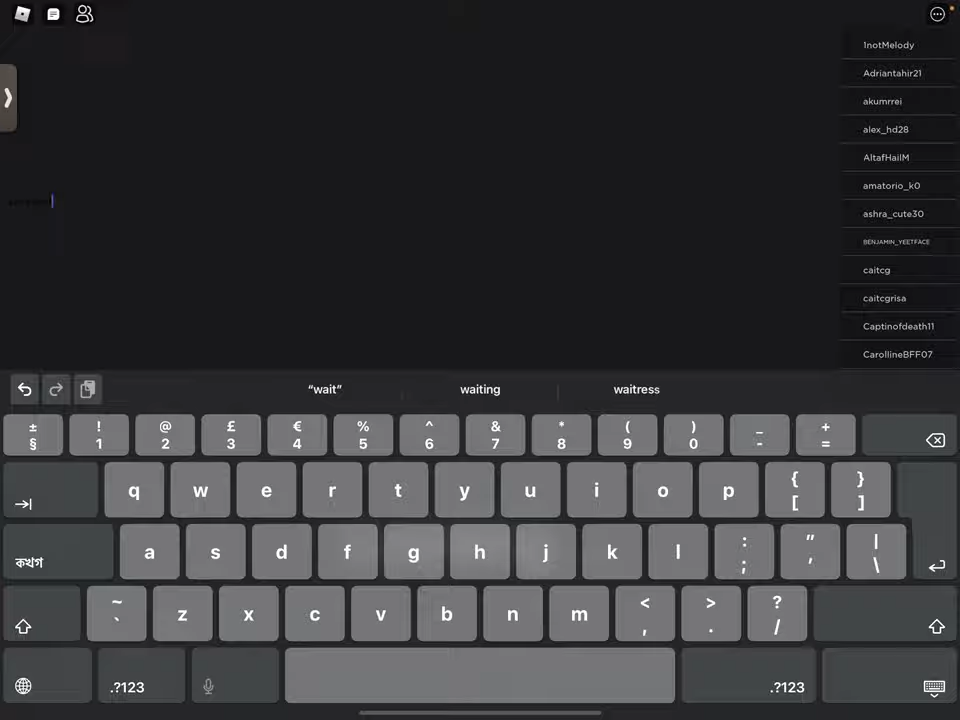 1notMelody
Adriantahir21
akumrrei
alex_hd28
AltafHailM
amatorio_k0
ashra_cute30
BENJAMIN_YEETFACE
caitcg
caitcgrisa
Captinofdeath11
CarollineBFF07
“wait” waiting waitress
± ! @ £ € % ^ & * ( ) _ +
§ 1 2 3 4 5 6 7 8 9 0 - =
q w e r t y u i o p { }
[ ]
কখগ a s d f g h j k l : " |
; ' \
~ z x c v b n m < > ?
` , . /
.?123 .?123